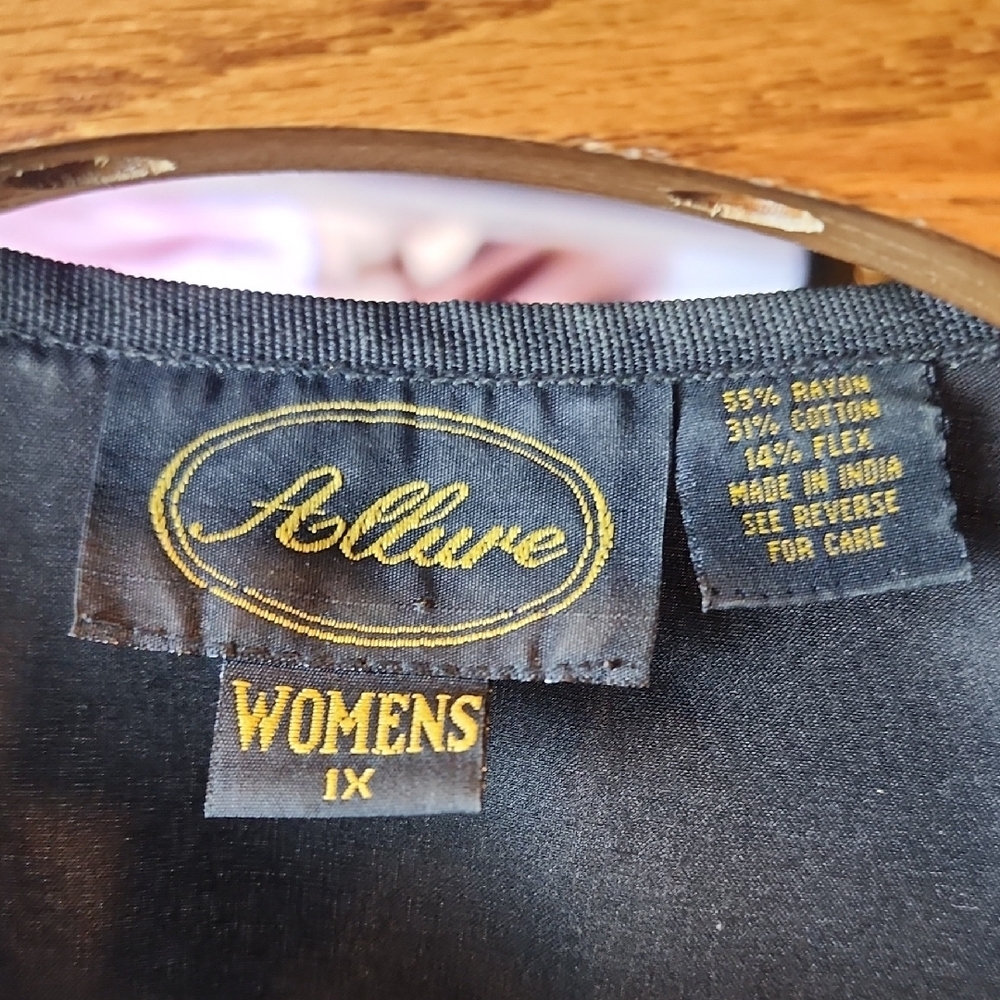 Allure
WOMENS
1X
55% RAYON
31% COTTON
14% FLEX
MADE IN INDIA
SEE REVERSE
FOR CARE